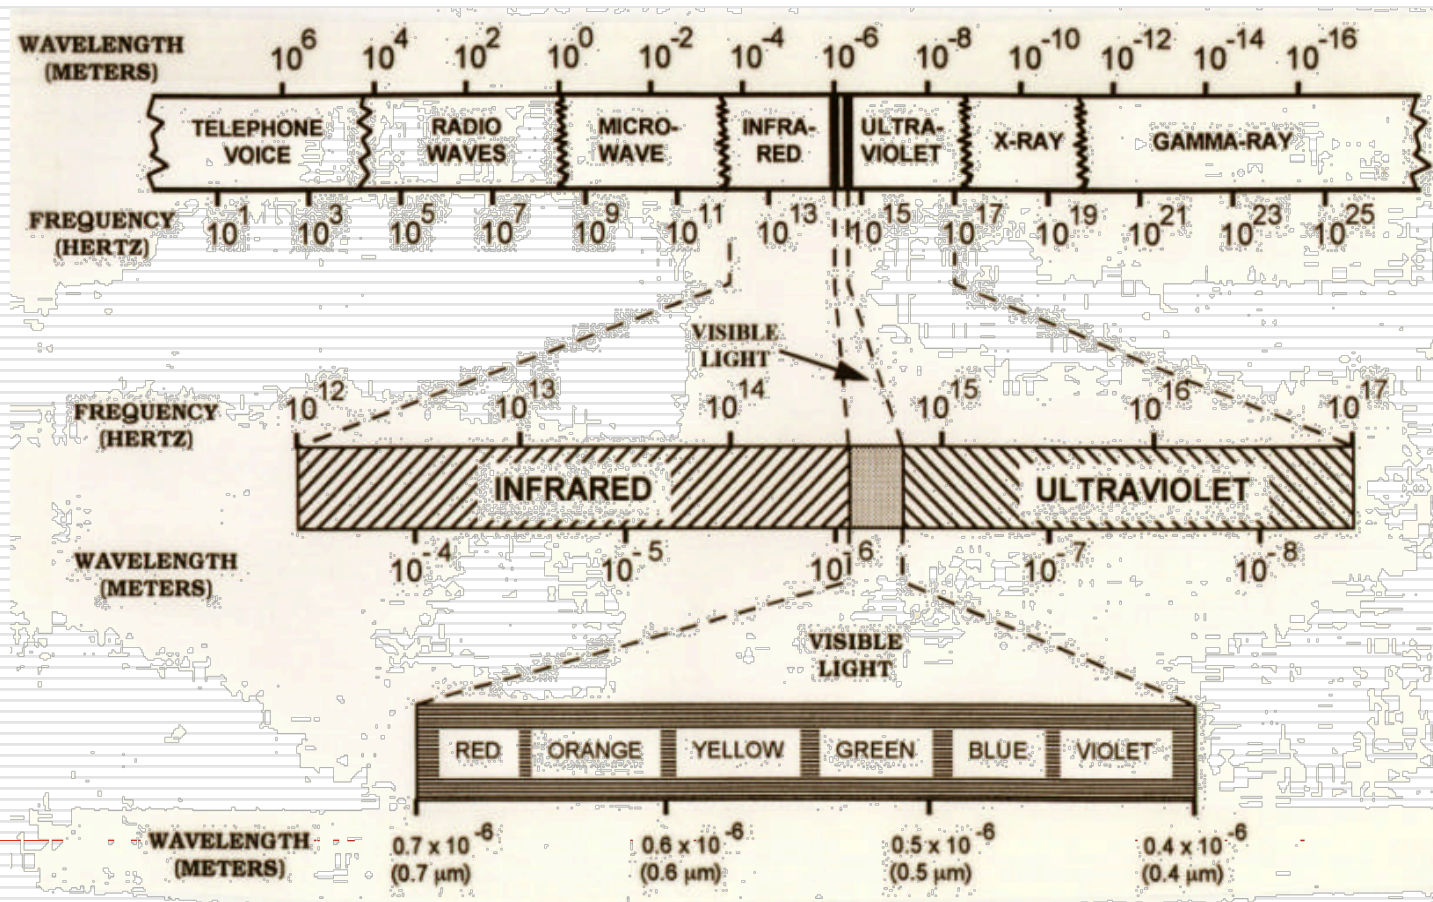 WAVELENGTH
(METERS)
10^6 10^4 10^2 10^0 10^-2 10^-4 10^-6 10^-8 10^-10 10^-12 10^-14 10^-16
TELEPHONE
VOICE
RADIO
WAVES
MICRO-
WAVE
INFRA-
RED
ULTRA-
VIOLET
X-RAY
GAMMA-RAY
FREQUENCY
(HERTZ)
10^1 10^3 10^5 10^7 10^9 10^11 10^13 10^15 10^17 10^19 10^21 10^23 10^25
VISIBLE
LIGHT
FREQUENCY
(HERTZ)
10^12 10^13 10^14 10^15 10^16 10^17
INFRARED
ULTRAVIOLET
WAVELENGTH
(METERS)
10^-4 10^-5 10^-6 10^-7 10^-8
VISIBLE
LIGHT
RED ORANGE YELLOW GREEN BLUE VIOLET
WAVELENGTH
(METERS)
0.7 x 10^-6 0.6 x 10^-6 0.5 x 10^-6 0.4 x 10^-6
(0.7 μm) (0.6 μm) (0.5 μm) (0.4 μm)